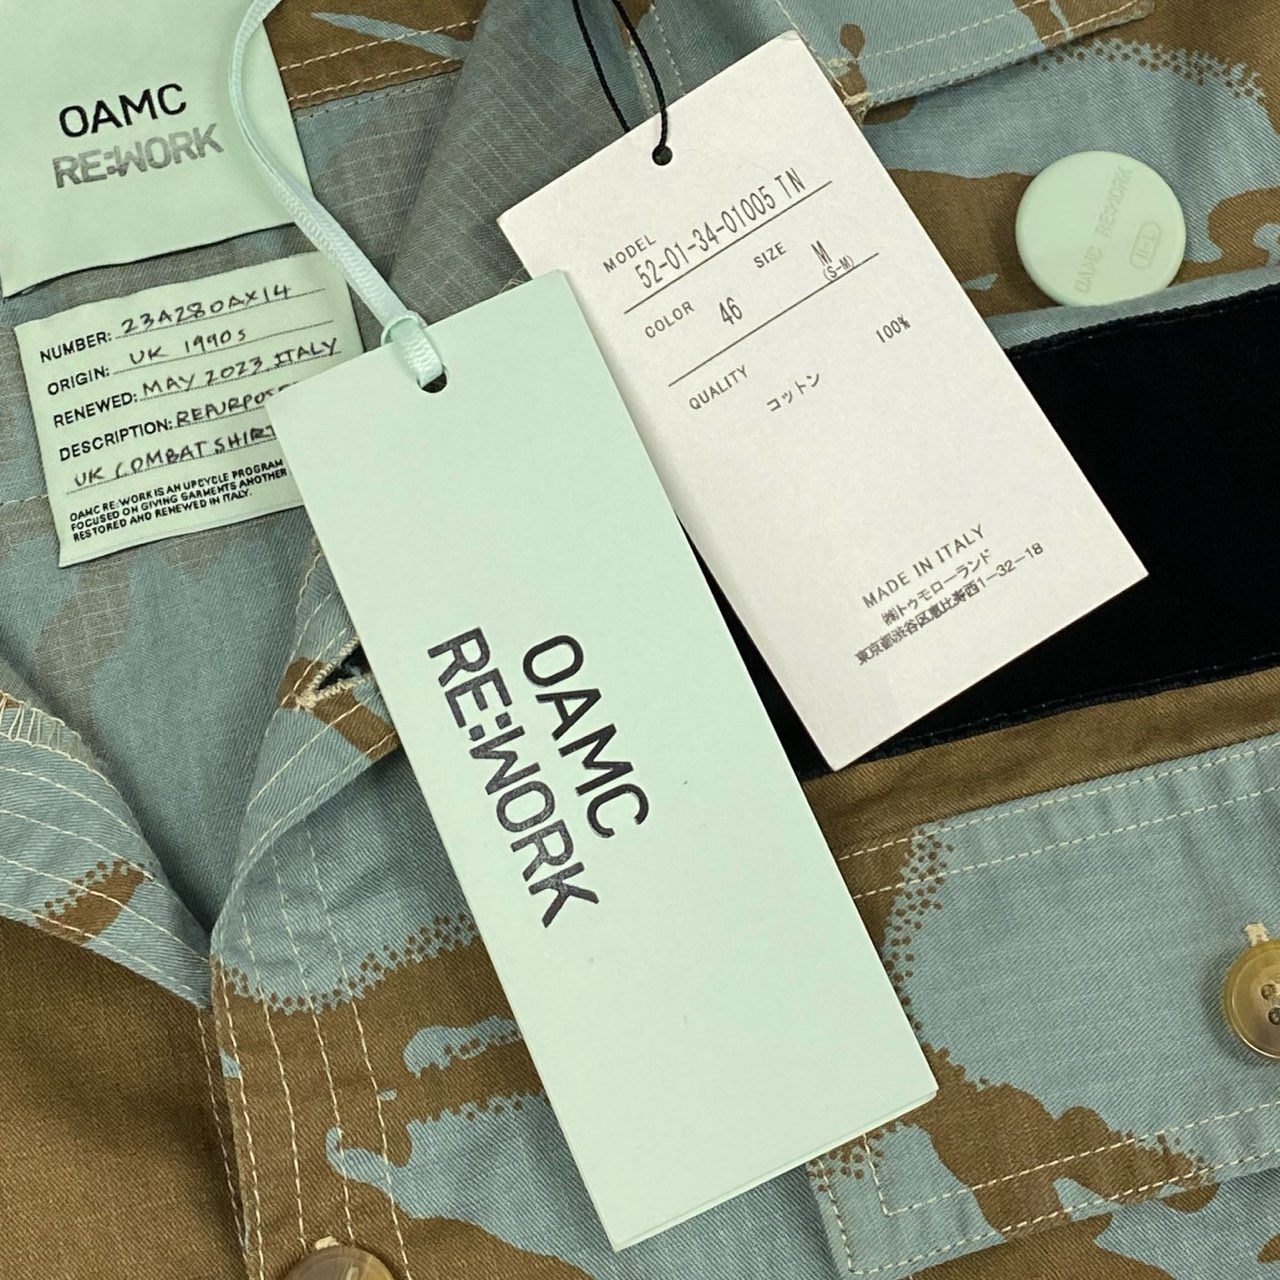 OAMC
RE:WORK
NUMBER: 23A280AX14
ORIGIN: UK 1990s
RENEWED: MAY 2023 ITALY
DESCRIPTION: REPURPOSE
UK COMBAT SHIRT
OAMC RE:WORK IS AN UPCYCLE PROGRAM
FOCUSED ON GIVING GARMENTS ANOTHER
RESTORED AND RENEWED IN ITALY.
MODEL
52-01-34-01005 TN
COLOR 46 SIZE M
(S-M)
QUALITY 100%
コットン
MADE IN ITALY
㈱トゥモローランド
東京都渋谷区恵比寿西1-32-18
OAMC
RE:WORK
OAMC RE:WORK